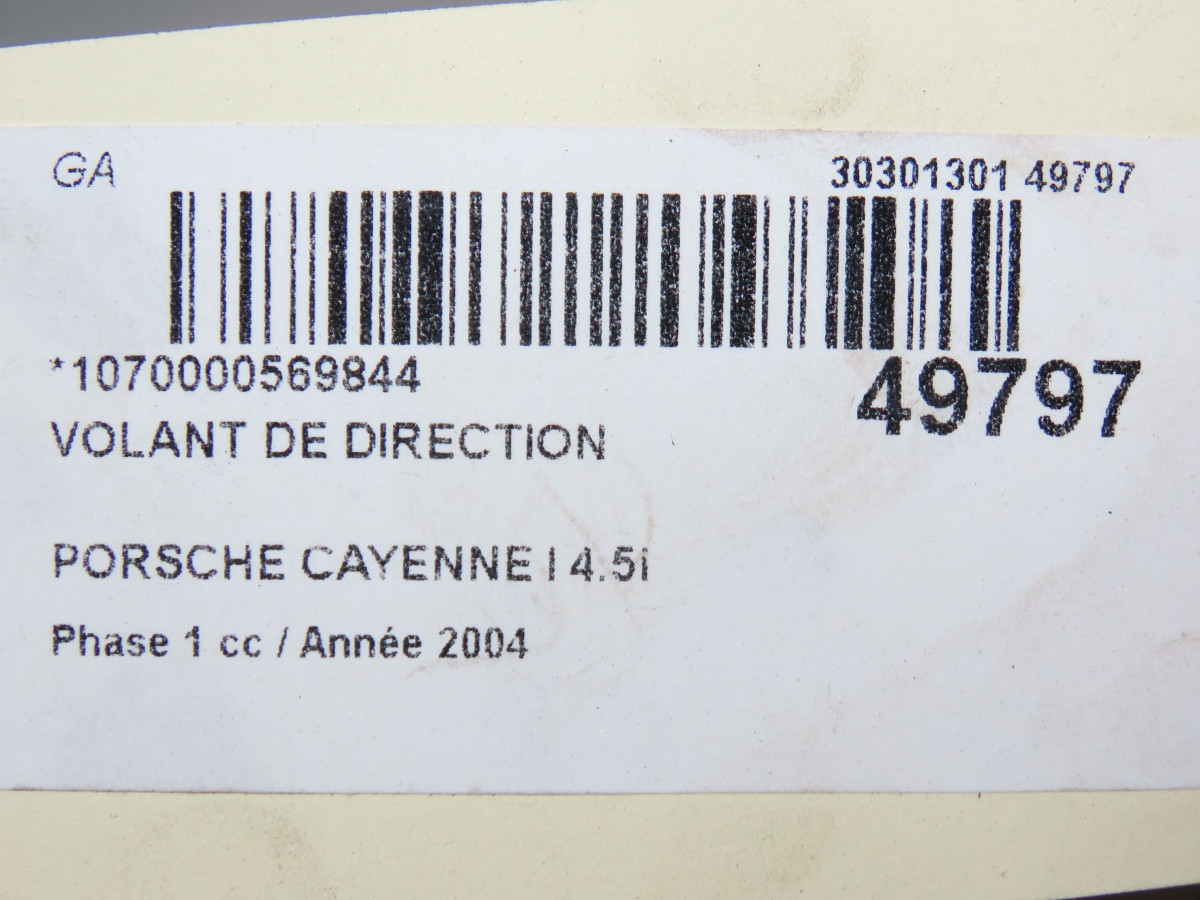 GA 30301301 49797
*1070000569844
49797
VOLANT DE DIRECTION
PORSCHE CAYENNE I 4.5i
Phase 1 cc / Année 2004